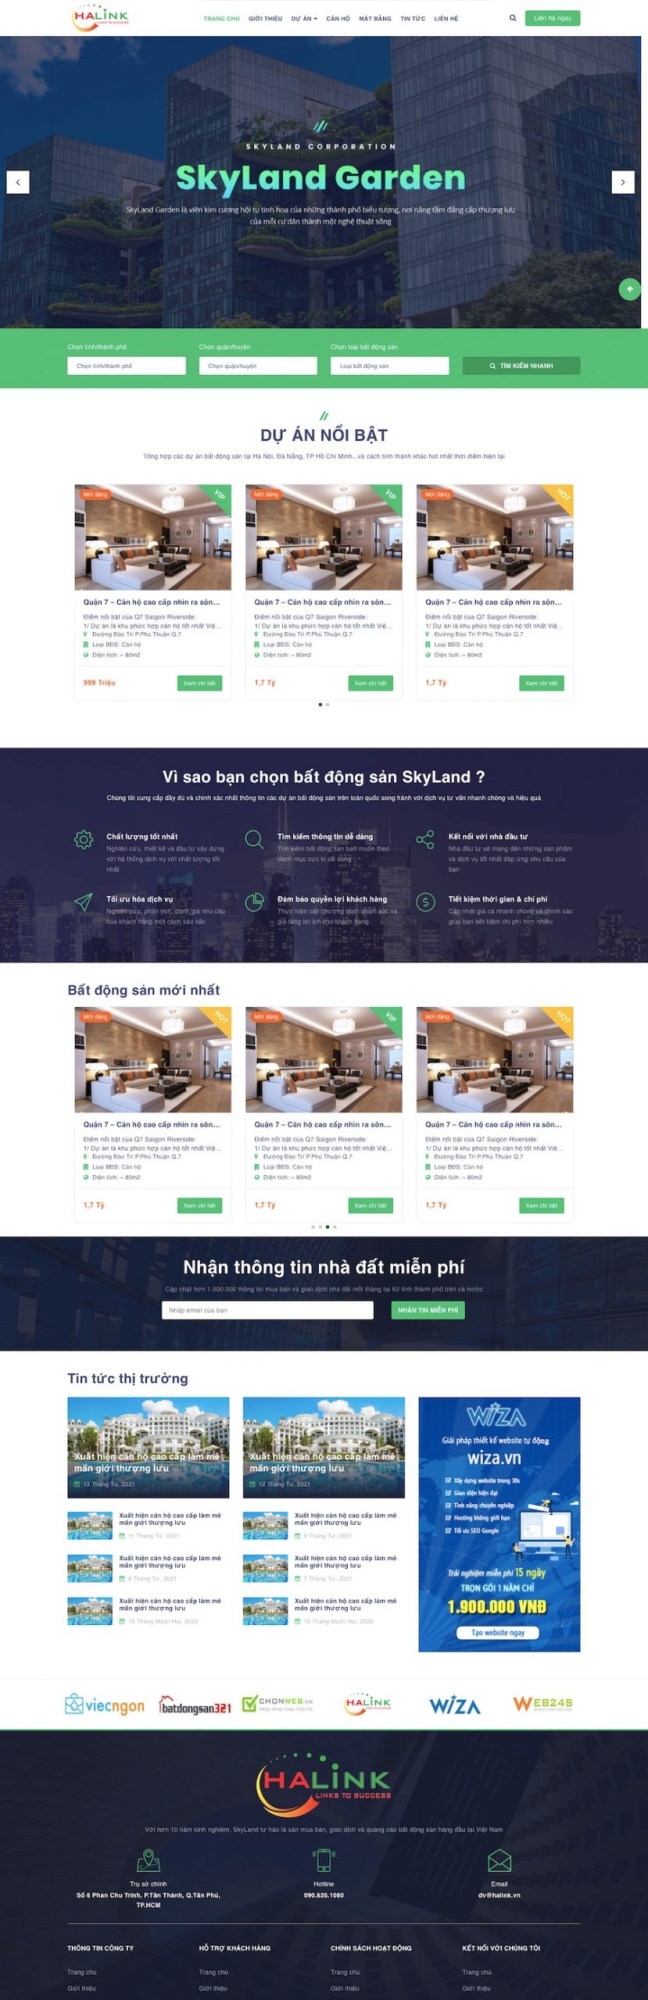 HALINK
LINKS TO SUCCESS
TRANG CHỦ GIỚI THIỆU DỰ ÁN CĂN HỘ MẶT BẰNG TIN TỨC LIÊN HỆ
Liên hệ ngay
SKYLAND CORPORATION
SkyLand Garden
SkyLand Garden là viên kim cương hội tụ tinh hoa của những thành phố biểu tượng, nơi nâng tầm đẳng cấp thượng lưu
của mỗi cư dân thành một nghệ thuật sống
Chọn tỉnh/thành phố Chọn quận/huyện Chọn loại bất động sản
Chọn tỉnh/thành phố Chọn quận/huyện Loại bất động sản TÌM KIẾM NHANH
DỰ ÁN NỔI BẬT
Tổng hợp các dự án bất động sản tại Hà Nội, Đà Nẵng, TP Hồ Chí Minh...và cách tỉnh thành khác hot nhất thời điểm hiện tại
Mới đăng VIP Mới đăng VIP Mới đăng HOT
Quận 7 – Căn hộ cao cấp nhìn ra sôn... Quận 7 – Căn hộ cao cấp nhìn ra sôn... Quận 7 – Căn hộ cao cấp nhìn ra sôn...
Điểm nổi bật của Q7 Saigon Riverside: Điểm nổi bật của Q7 Saigon Riverside: Điểm nổi bật của Q7 Saigon Riverside:
1/ Dự án là khu phức hợp căn hộ tốt nhất Việ... 1/ Dự án là khu phức hợp căn hộ tốt nhất Việ... 1/ Dự án là khu phức hợp căn hộ tốt nhất Việ...
Đường Đào Trí P.Phú Thuận Q.7 Đường Đào Trí P.Phú Thuận Q.7 Đường Đào Trí P.Phú Thuận Q.7
Loại BĐS: Căn hộ Loại BĐS: Căn hộ Loại BĐS: Căn hộ
Diện tích: ~ 80m2 Diện tích: ~ 80m2 Diện tích: ~ 80m2
999 Triệu Xem chi tiết 1,7 Tỷ Xem chi tiết 1,7 Tỷ Xem chi tiết
Vì sao bạn chọn bất động sản SkyLand ?
Chúng tôi cung cấp đầy đủ và chính xác nhất thông tin các dự án bất động sản trên toàn quốc song hành với dịch vụ tư vấn nhanh chóng và hiệu quả
Chất lượng tốt nhất
Nghiên cứu, thiết kế và đầu tư xây dựng
với hệ thống dịch vụ với chất lượng tốt
nhất
Tìm kiếm thông tin dễ dàng
Tìm kiếm bất động sản bạn muốn theo
danh mục cực kì dễ dàng
Kết nối với nhà đầu tư
Nhà đầu tư sẽ mang đến những sản phẩm
và dịch vụ tốt nhất đáp ứng nhu cầu của
bạn
Tối ưu hóa dịch vụ
Nghiên cứu, phân tích, đánh giá nhu cầu
của khách hàng một cách sâu sắc
Đảm bảo quyền lợi khách hàng
Thực hiện các chương trình chăm sóc và
gia tăng lợi ích cho khách hàng
Tiết kiệm thời gian & chi phí
Cập nhật giá cả nhanh chóng và chính xác
giúp bạn tiết kiệm chi phí hơn nhiều
Bất động sản mới nhất
Mới đăng HOT Mới đăng VIP Mới đăng HOT
Quận 7 – Căn hộ cao cấp nhìn ra sôn... Quận 7 – Căn hộ cao cấp nhìn ra sôn... Quận 7 – Căn hộ cao cấp nhìn ra sôn...
Điểm nổi bật của Q7 Saigon Riverside: Điểm nổi bật của Q7 Saigon Riverside: Điểm nổi bật của Q7 Saigon Riverside:
1/ Dự án là khu phức hợp căn hộ tốt nhất Việ... 1/ Dự án là khu phức hợp căn hộ tốt nhất Việ... 1/ Dự án là khu phức hợp căn hộ tốt nhất Việ...
Đường Đào Trí P.Phú Thuận Q.7 Đường Đào Trí P.Phú Thuận Q.7 Đường Đào Trí P.Phú Thuận Q.7
Loại BĐS: Căn hộ Loại BĐS: Căn hộ Loại BĐS: Căn hộ
Diện tích: ~ 80m2 Diện tích: ~ 80m2 Diện tích: ~ 80m2
1,7 Tỷ Xem chi tiết 1,7 Tỷ Xem chi tiết 1,7 Tỷ Xem chi tiết
Nhận thông tin nhà đất miễn phí
Cập nhật hơn 1.000.000 thông tin mua bán và giao dịch nhà đất mỗi tháng tại 63 tỉnh thành phố trên cả nước
Nhập email của bạn NHẬN TIN MIỄN PHÍ
Tin tức thị trường
Xuất hiện căn hộ cao cấp làm mê
mẩn giới thượng lưu
13 Tháng Tư, 2021
Xuất hiện căn hộ cao cấp làm mê
mẩn giới thượng lưu
12 Tháng Tư, 2021
Xuất hiện căn hộ cao cấp làm mê
mẩn giới thượng lưu
11 Tháng Tư, 2021
Xuất hiện căn hộ cao cấp làm mê
mẩn giới thượng lưu
Tháng Tư, 2021
Xuất hiện căn hộ cao cấp làm mê
mẩn giới thượng lưu
Tháng Tư, 2021
Xuất hiện căn hộ cao cấp làm mê
mẩn giới thượng lưu
7 Tháng Tư, 2021
Xuất hiện căn hộ cao cấp làm mê
mẩn giới thượng lưu
Tháng Mười Hai, 2020
Xuất hiện căn hộ cao cấp làm mê
mẩn giới thượng lưu
Tháng Mười Hai, 2020
WIZA
Giải pháp thiết kế website tự động
wiza.vn
Xây dựng website trong 30s
Giao diện hiện đại
Tính năng chuyên nghiệp
Hosting không giới hạn
Tối ưu SEO Google
Trải nghiệm miễn phí 15 ngày
TRỌN GÓI 1 NĂM CHỈ
1.900.000 VNĐ
Tạo website ngay
viecngon batdongsan321 CHONWEB.VN HALINK WIZA WEB24S
HALINK
LINKS TO SUCCESS
Với hơn 10 năm kinh nghiệm, SkyLand tự hào là sàn mua bán, giao dịch và quảng cáo bất động sản hàng đầu tại Việt Nam
Trụ sở chính
Số 6 Phan Chu Trinh, P.Tân Thành, Q.Tân Phú,
TP.HCM
Hotline
090.635.1080
Email
dv@halink.vn
THÔNG TIN CÔNG TY HỖ TRỢ KHÁCH HÀNG CHÍNH SÁCH HOẠT ĐỘNG KẾT NỐI VỚI CHÚNG TÔI
Trang chủ Trang chủ Trang chủ Trang chủ
Giới thiệu Giới thiệu Giới thiệu Giới thiệu